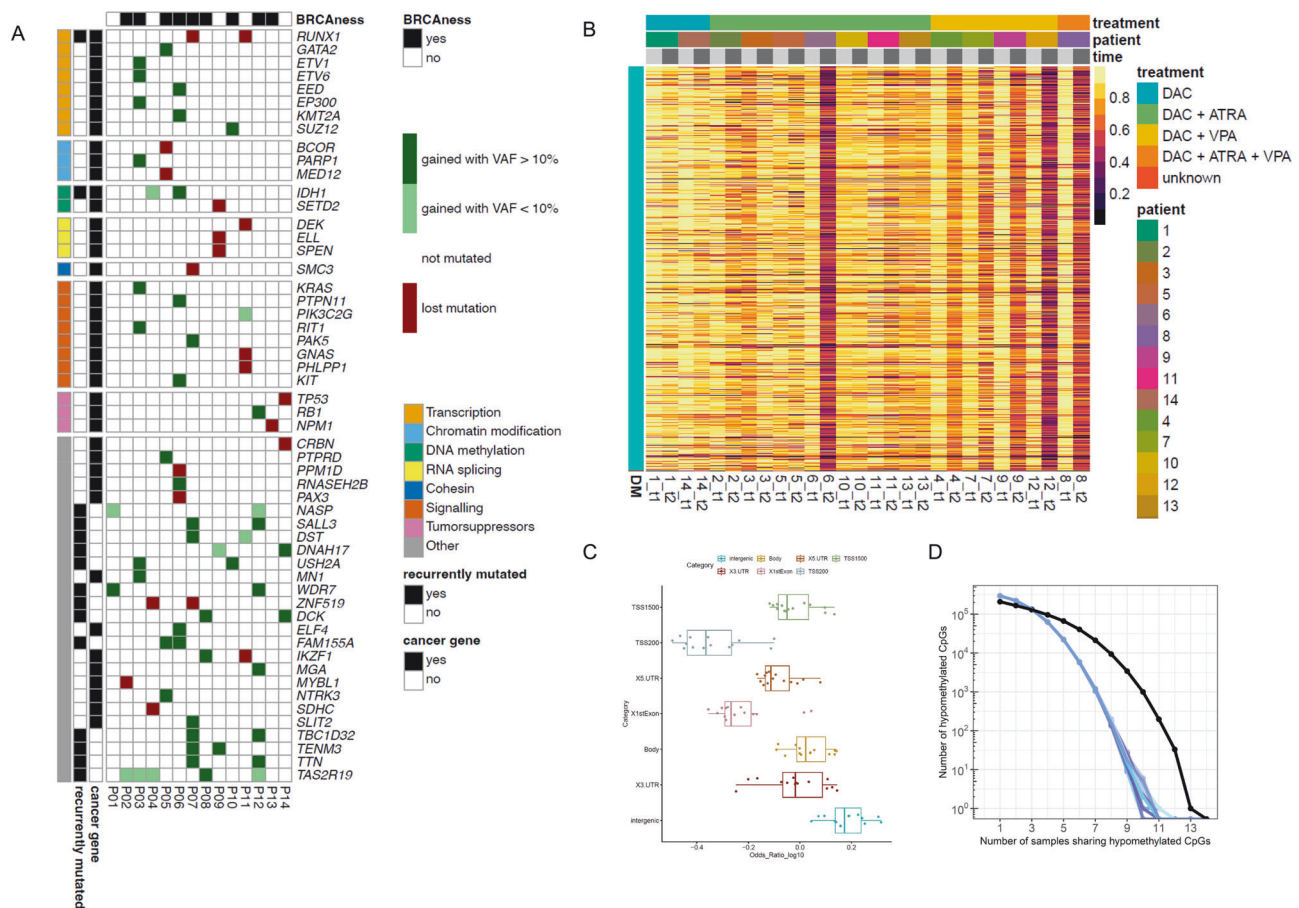 A
BRCAness
RUNX1
GATA2
ETV1
ETV6
EED
EP300
KMT2A
SUZ12
BCOR
PARP1
MED12
IDH1
SETD2
DEK
ELL
SPEN
SMC3
KRAS
PTPN11
PIK3C2G
RIT1
PAK5
GNAS
PHLPP1
KIT
TP53
RB1
NPM1
CRBN
PTPRD
PPM1D
RNASEH2B
PAX3
NASP
SALL3
DST
DNAH17
USH2A
MN1
WDR7
ZNF519
DCK
ELF4
FAM155A
IKZF1
MGA
MYBL1
NTRK3
SDHC
SLIT2
TBC1D32
TENM3
TTN
TAS2R19
recurrently mutated
cancer gene
P01
P02
P03
P04
P05
P06
P07
P08
P09
P10
P11
P12
P13
P14
BRCAness
yes
no
gained with VAF > 10%
gained with VAF < 10%
not mutated
lost mutation
Transcription
Chromatin modification
DNA methylation
RNA splicing
Cohesin
Signalling
Tumorsuppressors
Other
recurrently mutated
yes
no
cancer gene
yes
no
B
treatment
patient
time
0.8
0.6
0.4
0.2
DM
1_t1
1_t2
14_t1
14_t2
2_t1
2_t2
3_t1
3_t2
5_t1
5_t2
6_t1
6_t2
10_t1
10_t2
11_t1
11_t2
13_t1
13_t2
4_t1
4_t2
7_t1
7_t2
9_t1
9_t2
12_t1
12_t2
8_t1
8_t2
treatment
DAC
DAC + ATRA
DAC + VPA
DAC + ATRA + VPA
unknown
patient
1
2
3
5
6
8
9
11
14
4
7
10
12
13
C
Category
intergenic
Body
X5.UTR
TSS1500
X3.UTR
X1stExon
TSS200
Category
TSS1500
TSS200
X5.UTR
X1stExon
Body
X3.UTR
intergenic
-0.4
-0.2
0.0
0.2
Odds_Ratio_log10
D
Number of hypomethylated CpGs
10^5
10^4
10^3
10^2
10^1
10^0
1
3
5
7
9
11
13
Number of samples sharing hypomethylated CpGs